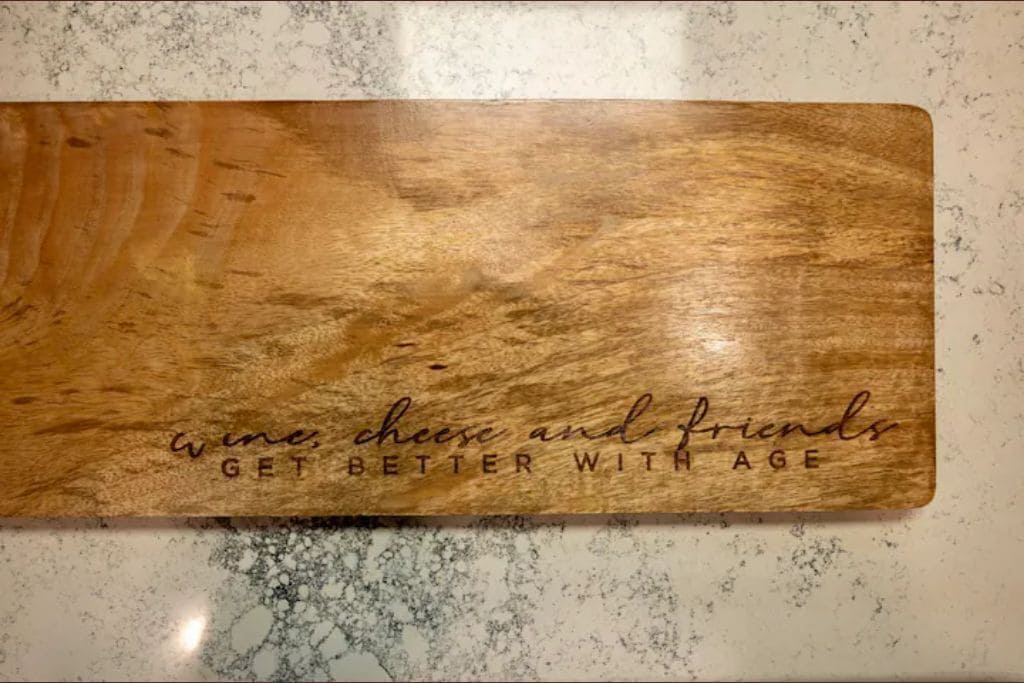 wine, cheese and friends
GET BETTER WITH AGE